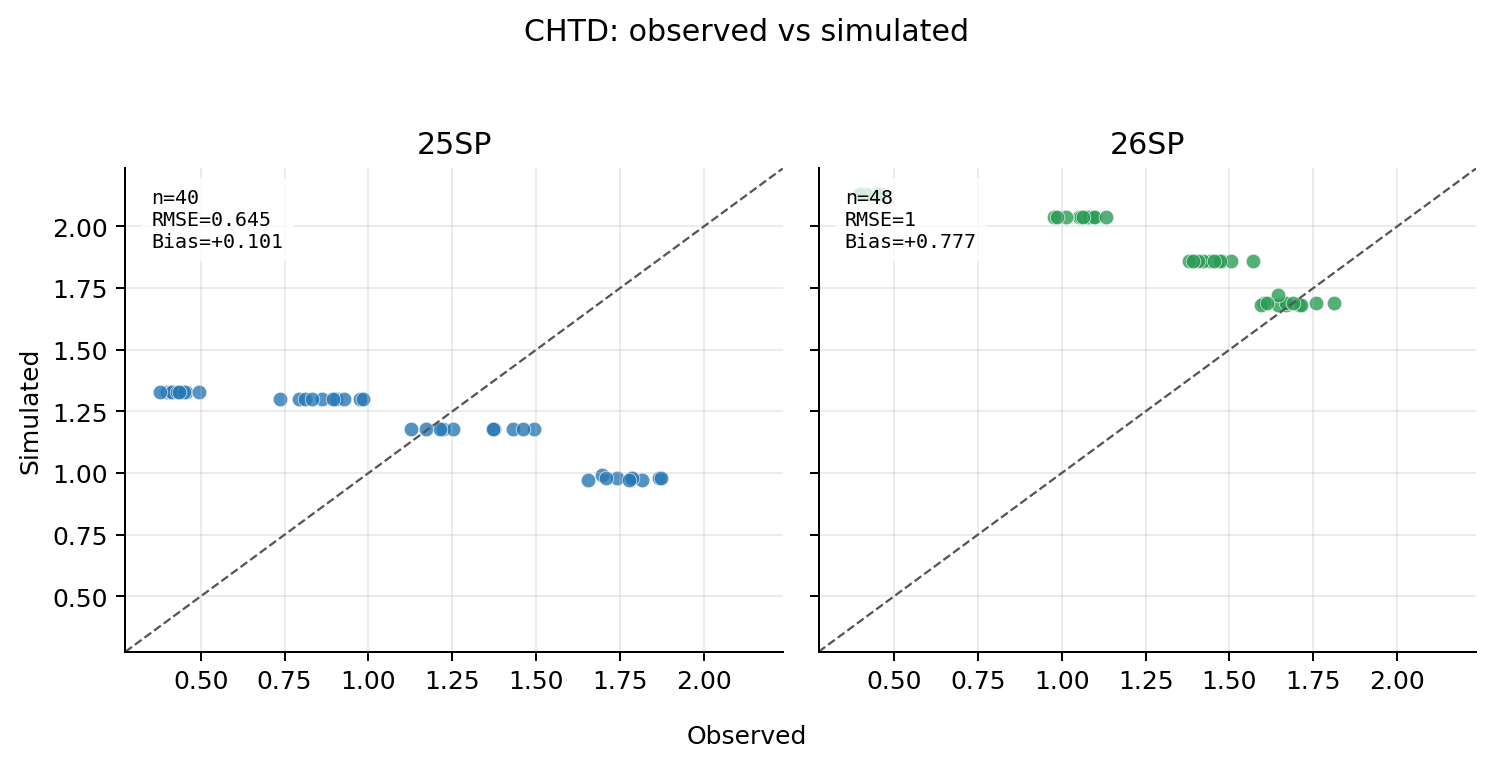 CHTD: observed vs simulated
25SP
26SP
n=40
RMSE=0.645
Bias=+0.101
n=48
RMSE=1
Bias=+0.777
2.00
1.75
1.50
1.25
1.00
0.75
0.50
Simulated
0.50 0.75 1.00 1.25 1.50 1.75 2.00
0.50 0.75 1.00 1.25 1.50 1.75 2.00
Observed